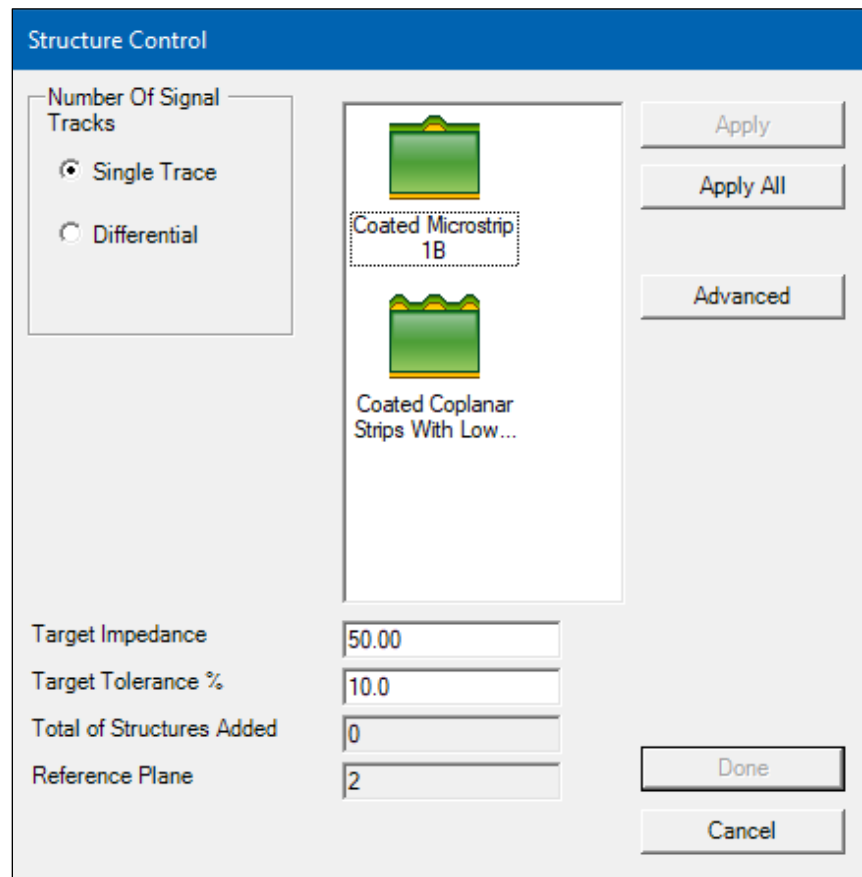 Structure Control
Number Of Signal
Tracks
Single Trace
Differential
Coated Microstrip
1B
Coated Coplanar
Strips With Low...
Apply
Apply All
Advanced
Target Impedance
50.00
Target Tolerance %
10.0
Total of Structures Added
0
Reference Plane
2
Done
Cancel